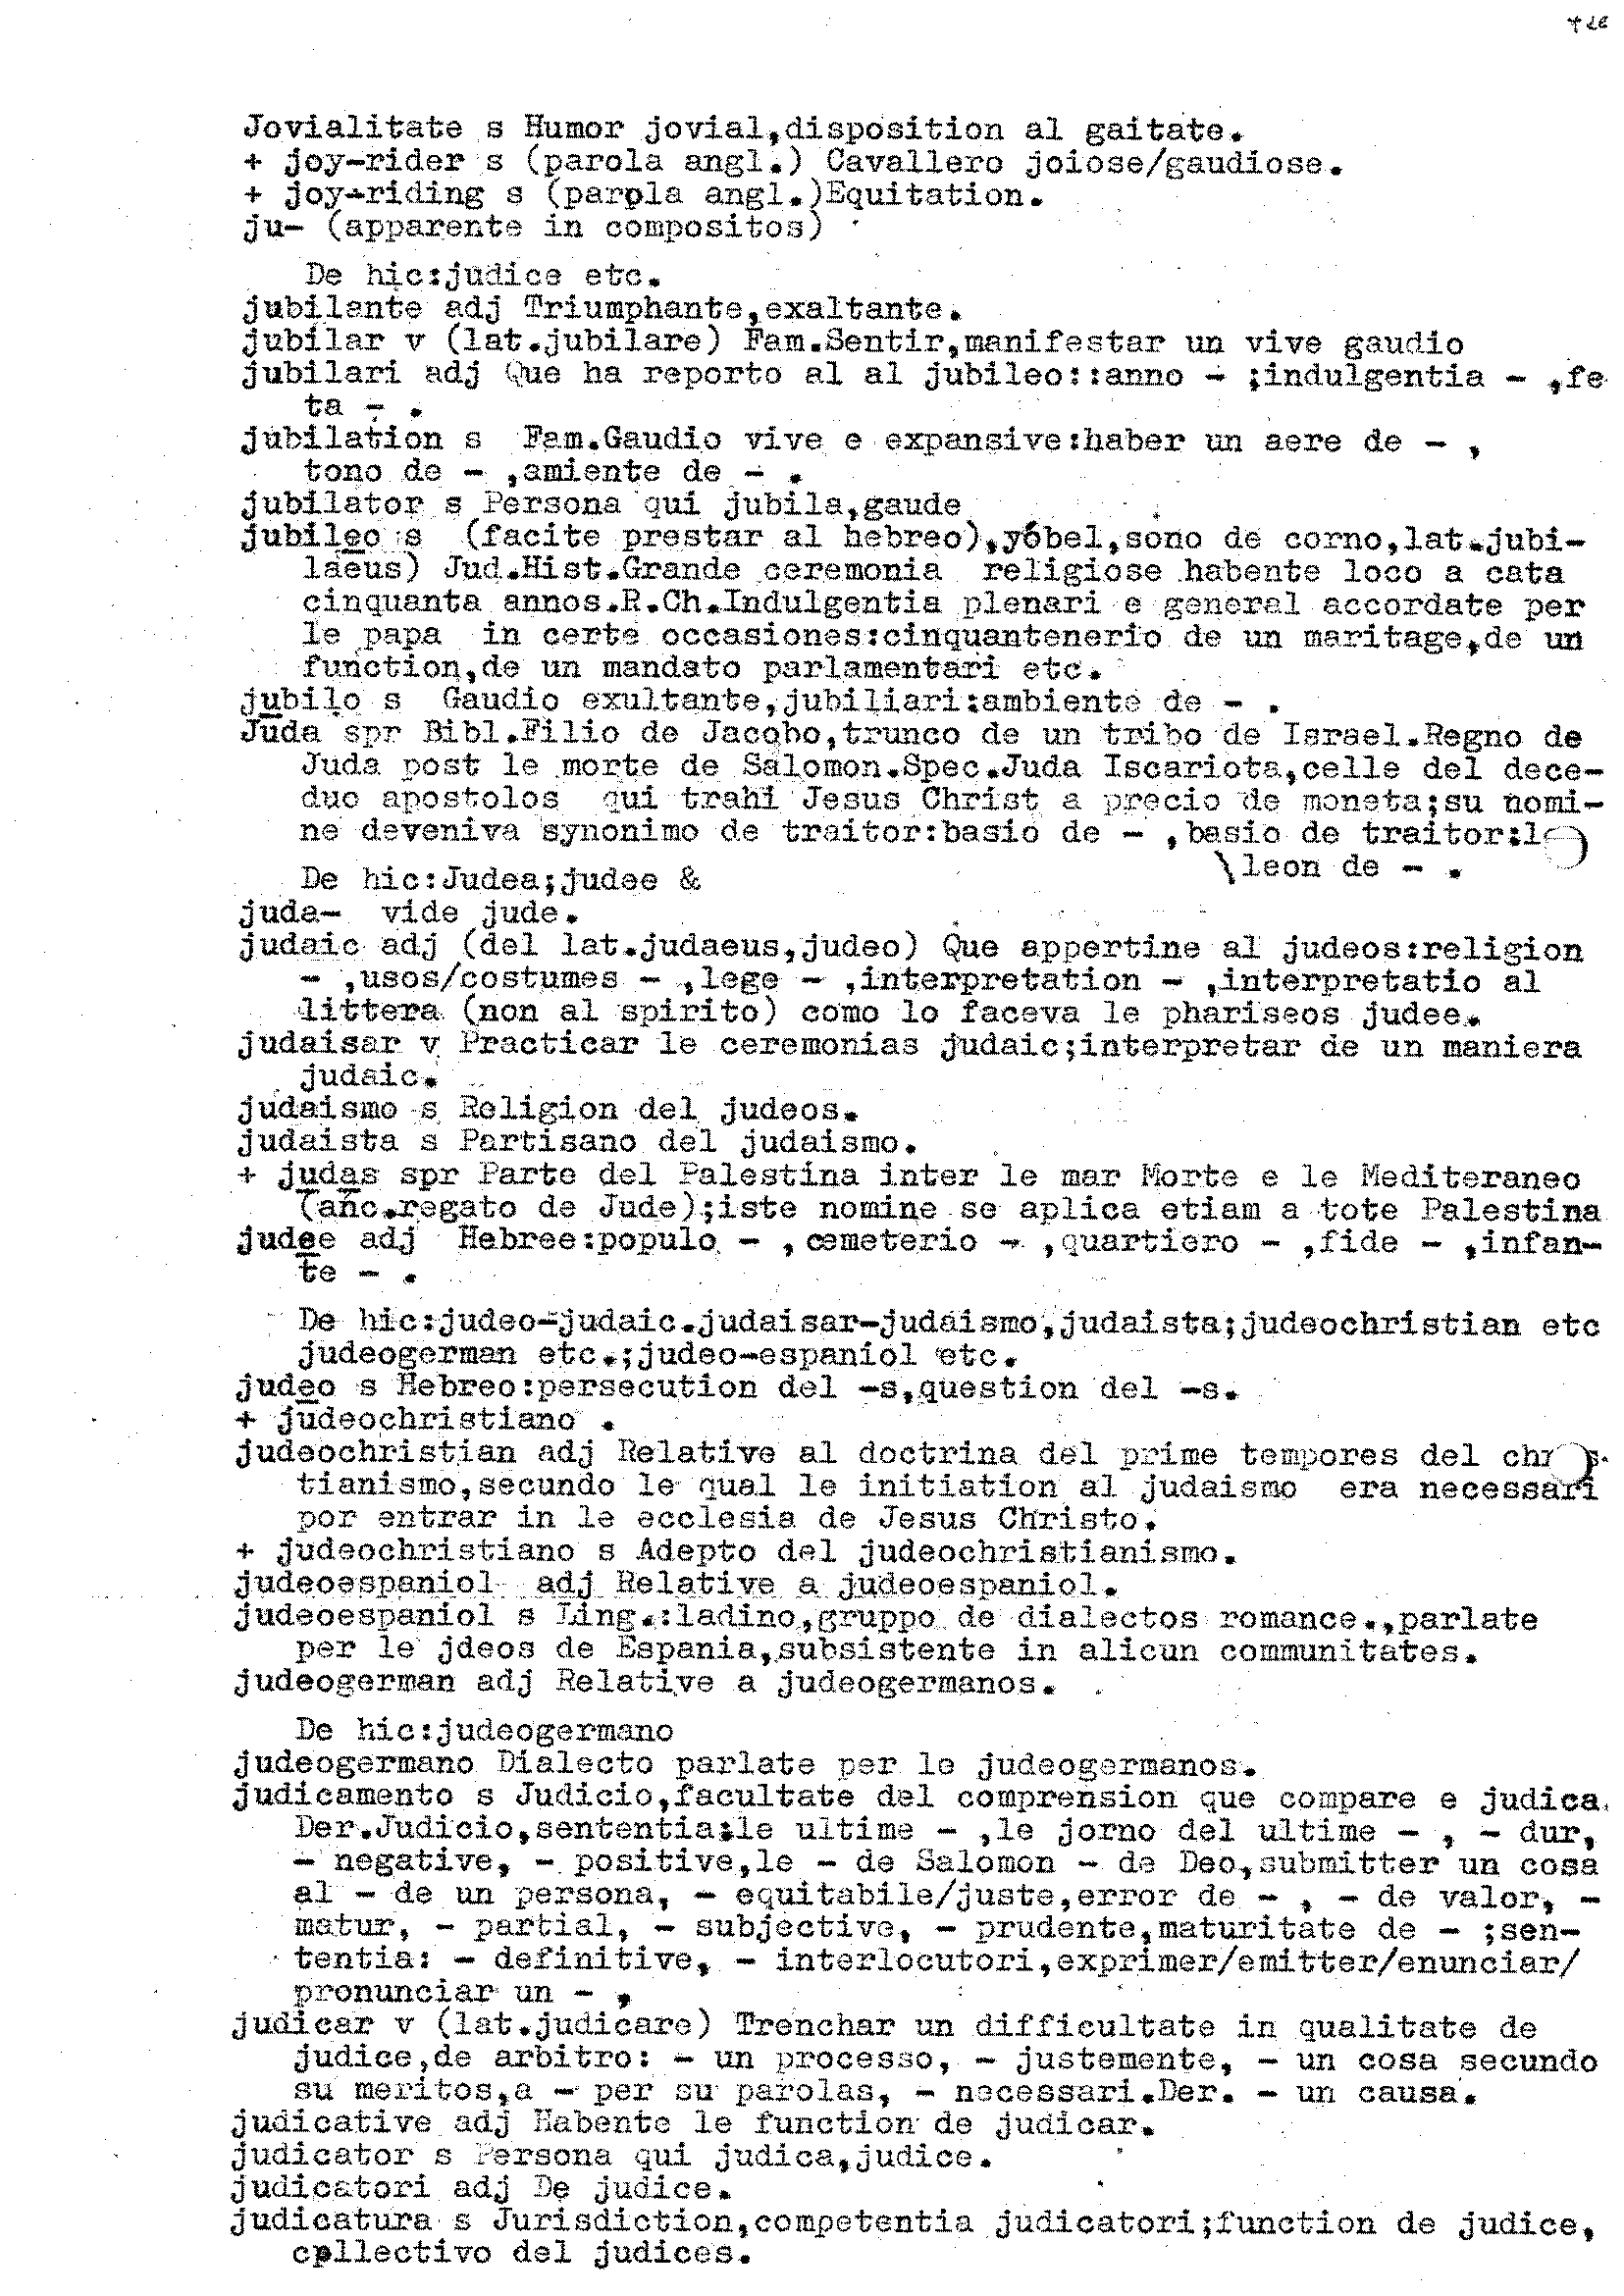 Jovialitate s Humor jovial,disposition al gaitate.
+ joy-rider s (parola angl.) Cavallero joiose/gaudiose.
+ joy-riding s (parola angl.)Equitation.
ju- (apparente in compositos)
De hic:judice etc.
jubilante adj Triumphante,exaltante.
jubilar v (lat.jubilare) Fam.Sentir,manifestar un vive gaudio
jubilari adj Que ha reporto al al jubileo::anno - ;indulgentia - ,fe
ta - .
jubilation s Fam.Gaudio vive e expansive:haber un aere de - ,
tono de - ,amiente de - .
jubilator s Persona qui jubila,gaude
jubileo s (facite prestar al hebreo),yóbel,sono de corno,lat.jubi-
laeus) Jud.Hist.Grande ceremonia religiose habente loco a cata
cinquanta annos.R.Ch.Indulgentia plenari e general accordate per
le papa in certe occasiones:cinquantenerio de un maritage,de un
function,de un mandato parlamentari etc.
jubilo s Gaudio exultante,jubiliari:ambiente de - .
Juda spr Bibl.Filio de Jacobo,trunco de un tribo de Israel.Regno de
Juda post le morte de Salomon.Spec.Juda Iscariota,celle del dece-
duo apostolos qui trahi Jesus Christ a precio de moneta;su nomi-
ne deveniva synonimo de traitor:basio de - ,basio de traitor:
\leon de - .
De hic:Judea;judee &
juda- vide jude.
judaic adj (del lat.judaeus,judeo) Que appertine al judeos:religion
- ,usos/costumes - ,lege - ,interpretation - ,interpretatio al
littera (non al spirito) como lo faceva le phariseos judee.
judaisar v Practicar le ceremonias judaic;interpretar de un maniera
judaic.
judaismo s Religion del judeos.
judaista s Partisano del judaismo.
+ judas spr Parte del Palestina inter le mar Morte e le Mediteraneo
(anc.regato de Jude);iste nomine se aplica etiam a tote Palestina
judee adj Hebree:populo - ,cemeterio - ,quartiero - ,fide - ,infan-
te - .
De hic:judeo-judaic.judaisar-judaismo,judaista;judeochristian etc
judeogerman etc.;judeo-espaniol etc.
judeo s Hebreo:persecution del -s,question del -s.
+ judeochristiano .
judeochristian adj Relative al doctrina del prime tempores del
tianismo,secundo le qual le initiation al judaismo era necessari
por entrar in le ecclesia de Jesus Christo.
+ judeochristiano s Adepto del judeochristianismo.
judeoespaniol adj Relative a judeoespaniol.
judeoespaniol s Ling.:ladino,gruppo de dialectos romance.,parlate
per le jdeos de Espania,subsistente in alicun communitates.
judeogerman adj Relative a judeogermanos.
De hic:judeogermano
judeogermano Dialecto parlate per le judeogermanos.
judicamento s Judicio,facultate del comprension que compare e judica.
Der.Judicio,sententia:le ultime - ,le jorno del ultime - , - dur,
- negative, - positive,le - de Salomon - de Deo,submitter un cosa
al - de un persona, - equitabile/juste,error de - , - de valor, -
matur, - partial, - subjective, - prudente,maturitate de - ;sen-
tentia: - definitive, - interlocutori,exprimer/emitter/enunciar/
pronunciar un - ,
judicar v (lat.judicare) Trenchar un difficultate in qualitate de
judice,de arbitro: - un processo, - justemente, - un cosa secundo
su meritos,a - per su parolas, - necessari.Der. - un causa.
judicative adj Habente le function de judicar.
judicator s Persona qui judica,judice.
judicatori adj De judice.
judicatura s Jurisdiction,competentia judicatori;function de judice,
collectivo del judices.